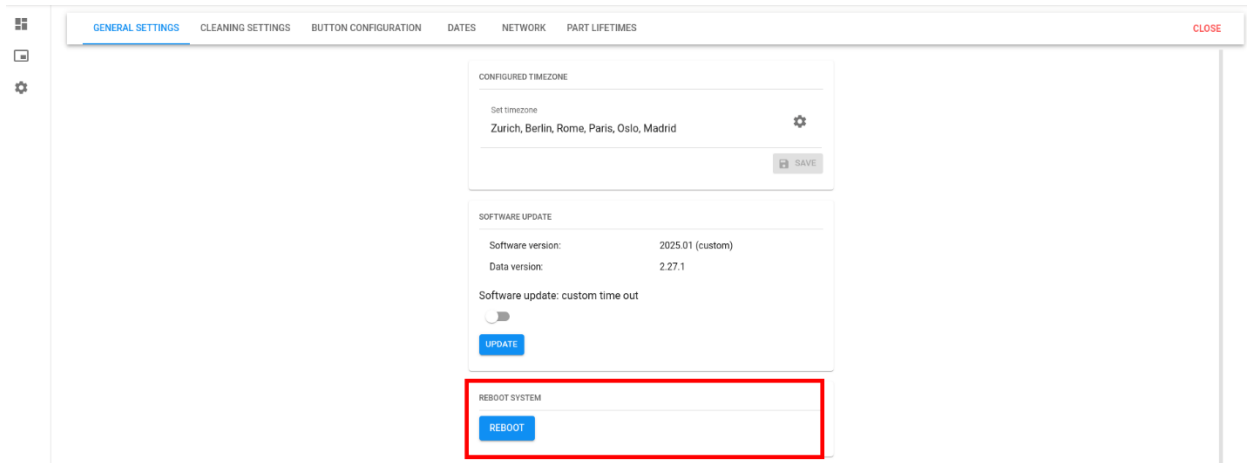 GENERAL SETTINGS CLEANING SETTINGS BUTTON CONFIGURATION DATES NETWORK PART LIFETIMES CLOSE
CONFIGURED TIMEZONE
Set timezone
Zurich, Berlin, Rome, Paris, Oslo, Madrid
SAVE
SOFTWARE UPDATE
Software version: 2025.01 (custom)
Data version: 2.27.1
Software update: custom time out
UPDATE
REBOOT SYSTEM
REBOOT